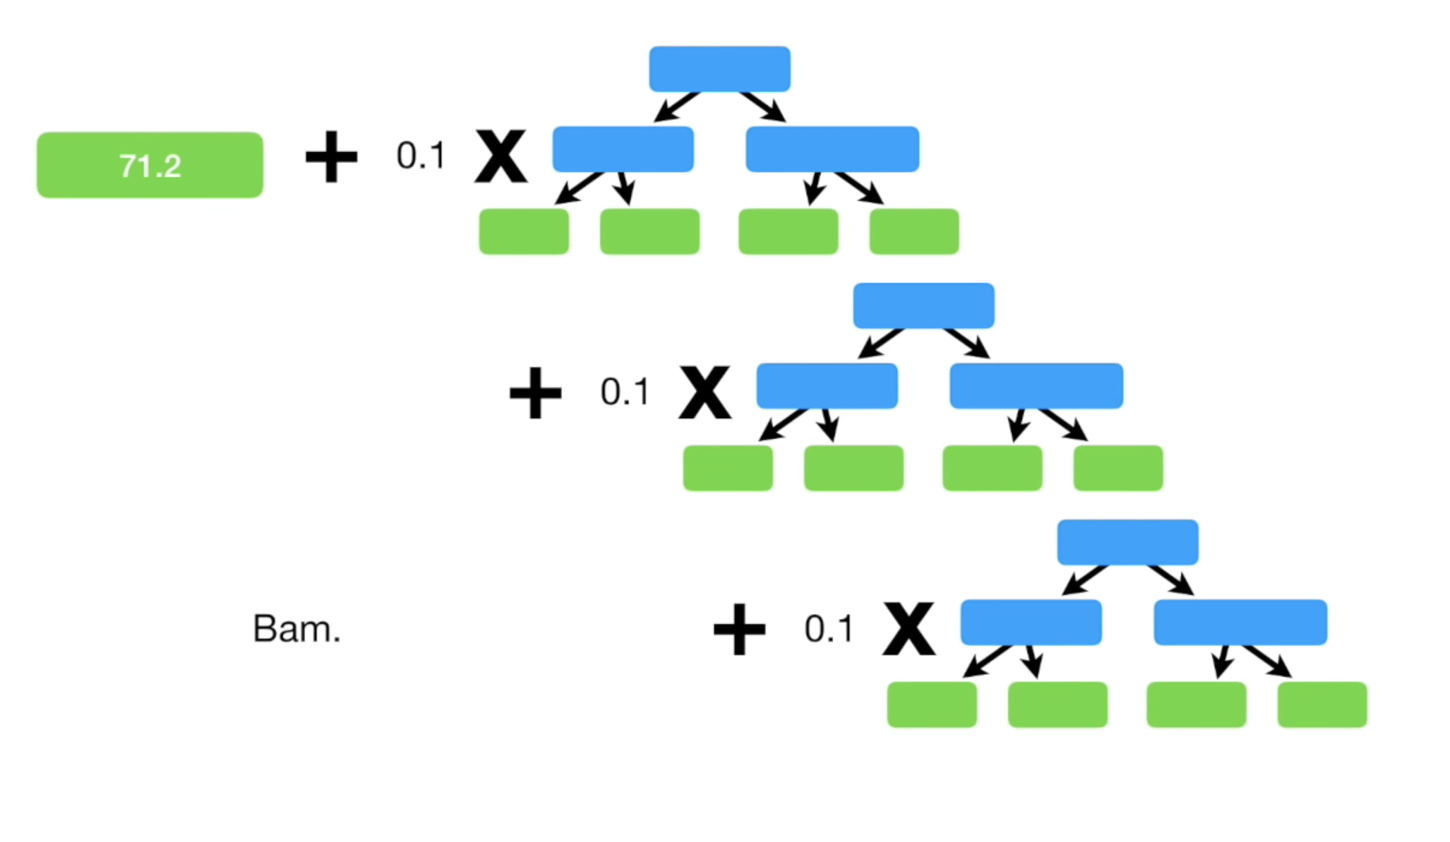 71.2 + 0.1 X
+ 0.1 X
Bam. + 0.1 X